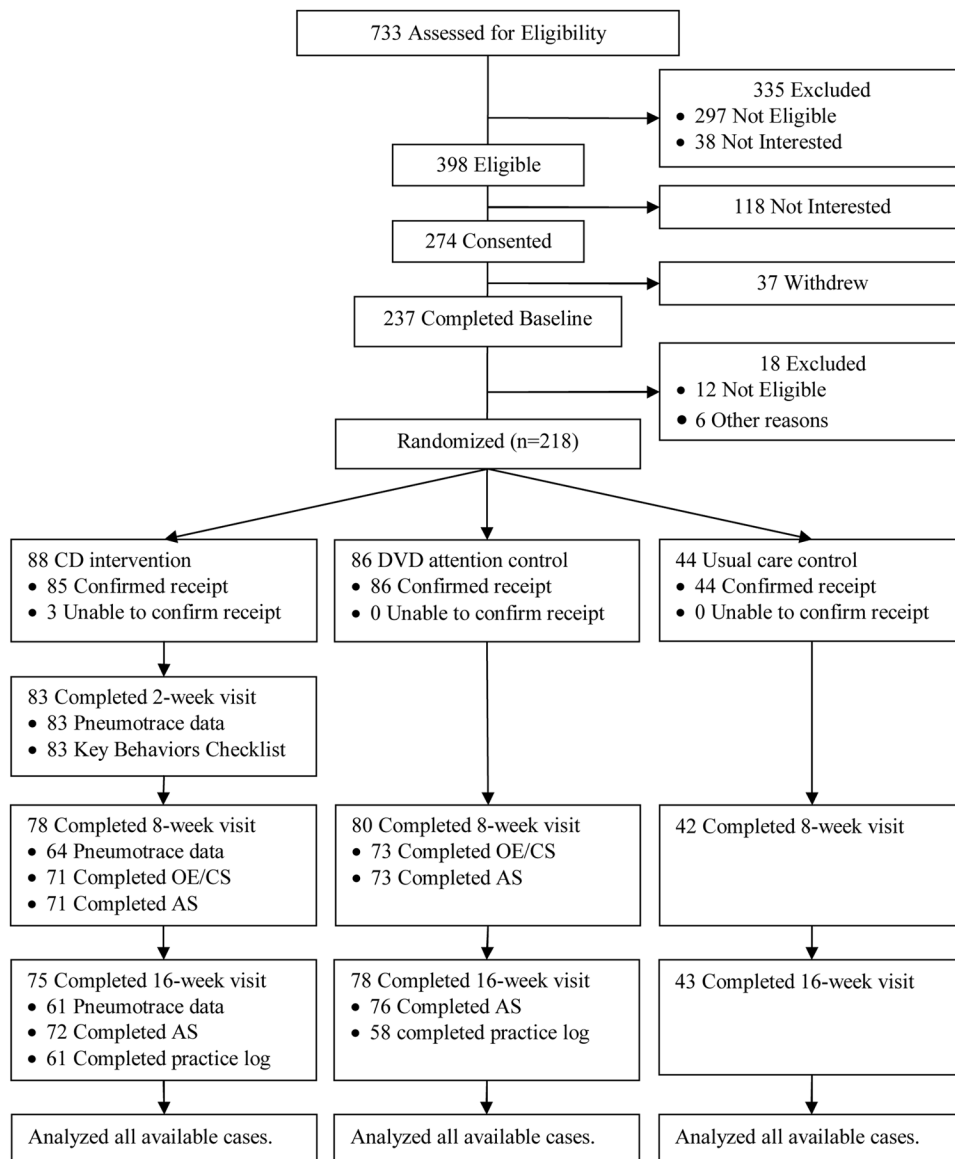 733 Assessed for Eligibility
335 Excluded
• 297 Not Eligible
• 38 Not Interested
398 Eligible
118 Not Interested
274 Consented
37 Withdrew
237 Completed Baseline
18 Excluded
• 12 Not Eligible
• 6 Other reasons
Randomized (n=218)
88 CD intervention
• 85 Confirmed receipt
• 3 Unable to confirm receipt
86 DVD attention control
• 86 Confirmed receipt
• 0 Unable to confirm receipt
44 Usual care control
• 44 Confirmed receipt
• 0 Unable to confirm receipt
83 Completed 2-week visit
• 83 Pneumotrace data
• 83 Key Behaviors Checklist
78 Completed 8-week visit
• 64 Pneumotrace data
• 71 Completed OE/CS
• 71 Completed AS
80 Completed 8-week visit
• 73 Completed OE/CS
• 73 Completed AS
42 Completed 8-week visit
75 Completed 16-week visit
• 61 Pneumotrace data
• 72 Completed AS
• 61 Completed practice log
78 Completed 16-week visit
• 76 Completed AS
• 58 completed practice log
43 Completed 16-week visit
Analyzed all available cases.
Analyzed all available cases.
Analyzed all available cases.